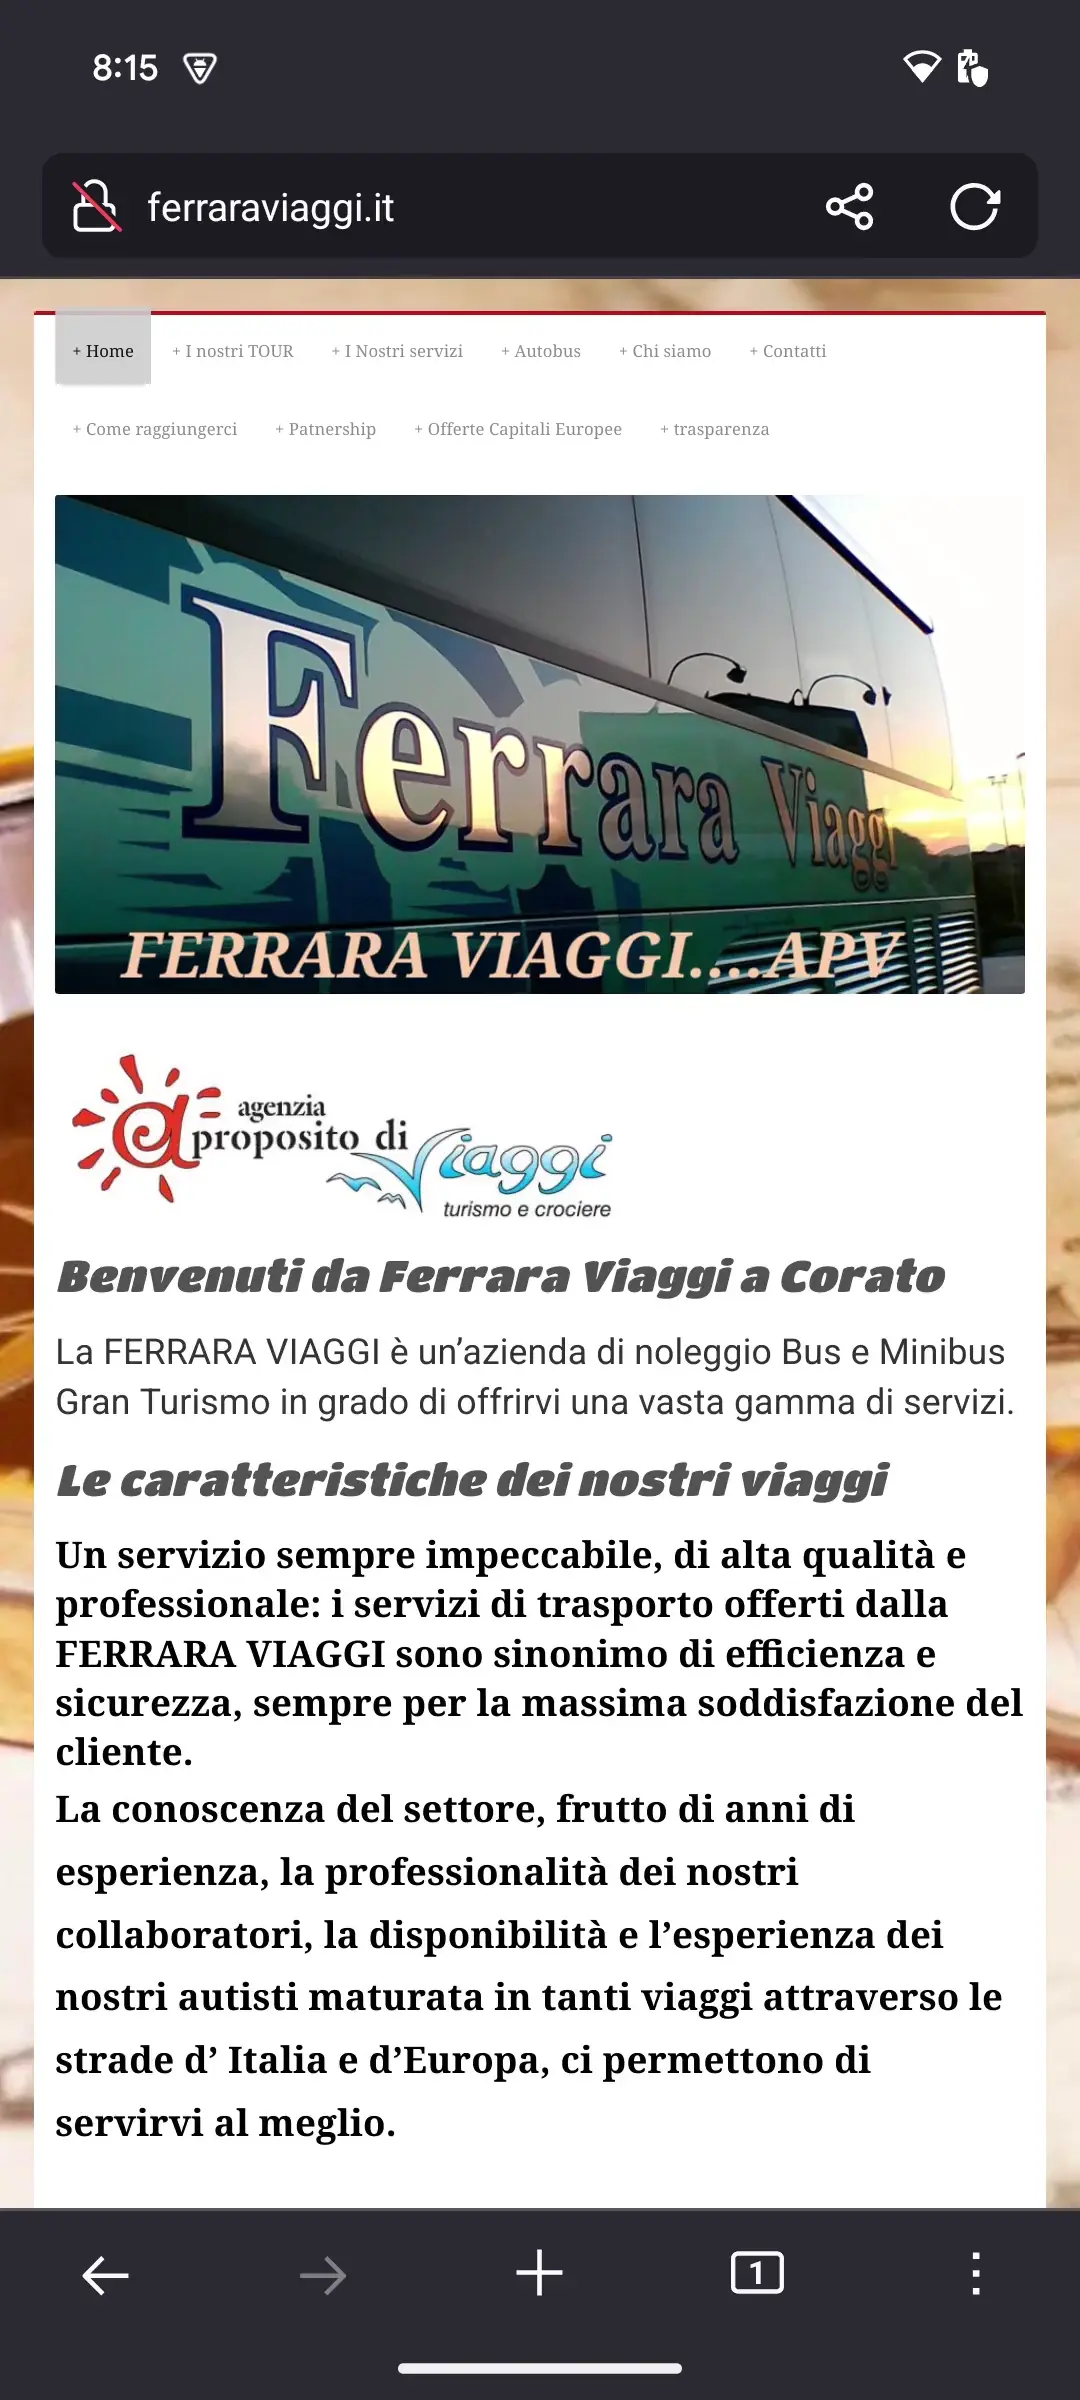 8:15
ferraraviaggi.it
+ Home + I nostri TOUR + I Nostri servizi + Autobus + Chi siamo + Contatti
+ Come raggiungerci + Patnership + Offerte Capitali Europee + trasparenza
Ferrara Viaggi
FERRARA VIAGGI....APV
agenzia
a proposito di Viaggi
turismo e crociere
Benvenuti da Ferrara Viaggi a Corato
La FERRARA VIAGGI è un’azienda di noleggio Bus e Minibus
Gran Turismo in grado di offrirvi una vasta gamma di servizi.
Le caratteristiche dei nostri viaggi
Un servizio sempre impeccabile, di alta qualità e
professionale: i servizi di trasporto offerti dalla
FERRARA VIAGGI sono sinonimo di efficienza e
sicurezza, sempre per la massima soddisfazione del
cliente.
La conoscenza del settore, frutto di anni di
esperienza, la professionalità dei nostri
collaboratori, la disponibilità e l’esperienza dei
nostri autisti maturata in tanti viaggi attraverso le
strade d’ Italia e d’Europa, ci permettono di
servirvi al meglio.
1